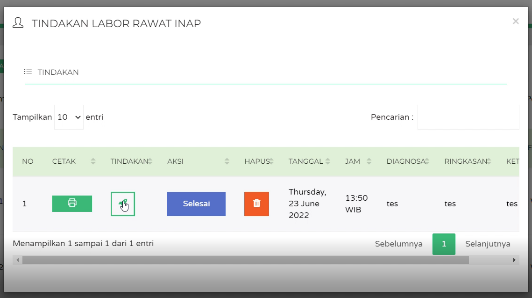 TINDAKAN LABOR RAWAT INAP
×
TINDAKAN
Tampilkan 10 entri
Pencarian :
NO CETAK TINDAKAN AKSI HAPUS TANGGAL JAM DIAGNOSA RINGKASAN KET
1 Selesai Thursday, 23 June 2022 13:50 WIB tes tes tes
Menampilkan 1 sampai 1 dari 1 entri
Sebelumnya 1 Selanjutnya